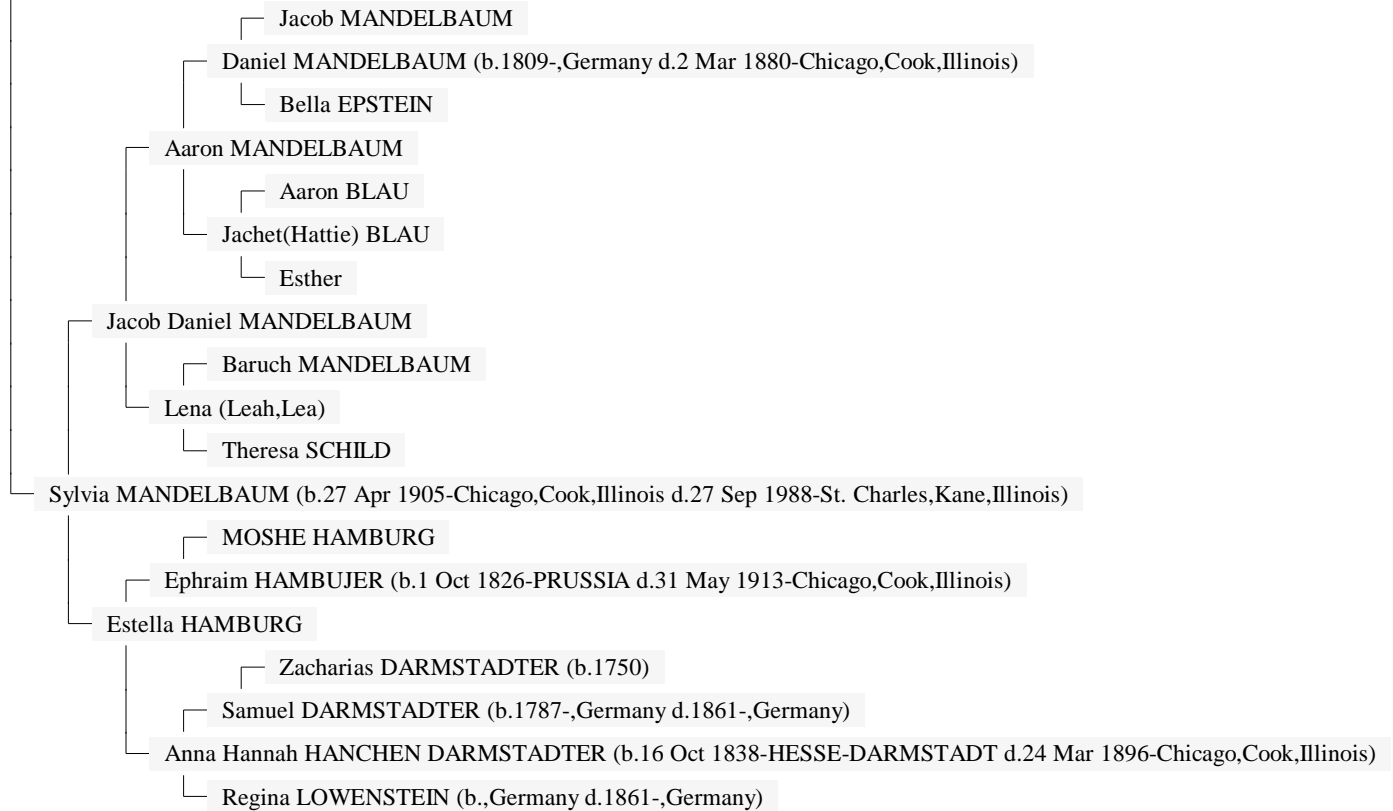 Jacob MANDELBAUM
Daniel MANDELBAUM (b.1809-,Germany d.2 Mar 1880-Chicago,Cook,Illinois)
Bella EPSTEIN
Aaron MANDELBAUM
Aaron BLAU
Jachet(Hattie) BLAU
Esther
Jacob Daniel MANDELBAUM
Baruch MANDELBAUM
Lena (Leah,Lea)
Theresa SCHILD
Sylvia MANDELBAUM (b.27 Apr 1905-Chicago,Cook,Illinois d.27 Sep 1988-St. Charles,Kane,Illinois)
MOSHE HAMBURG
Ephraim HAMBUJER (b.1 Oct 1826-PRUSSIA d.31 May 1913-Chicago,Cook,Illinois)
Estella HAMBURG
Zacharias DARMSTADTER (b.1750)
Samuel DARMSTADTER (b.1787-,Germany d.1861-,Germany)
Anna Hannah HANCHEN DARMSTADTER (b.16 Oct 1838-HESSE-DARMSTADT d.24 Mar 1896-Chicago,Cook,Illinois)
Regina LOWENSTEIN (b.,Germany d.1861-,Germany)